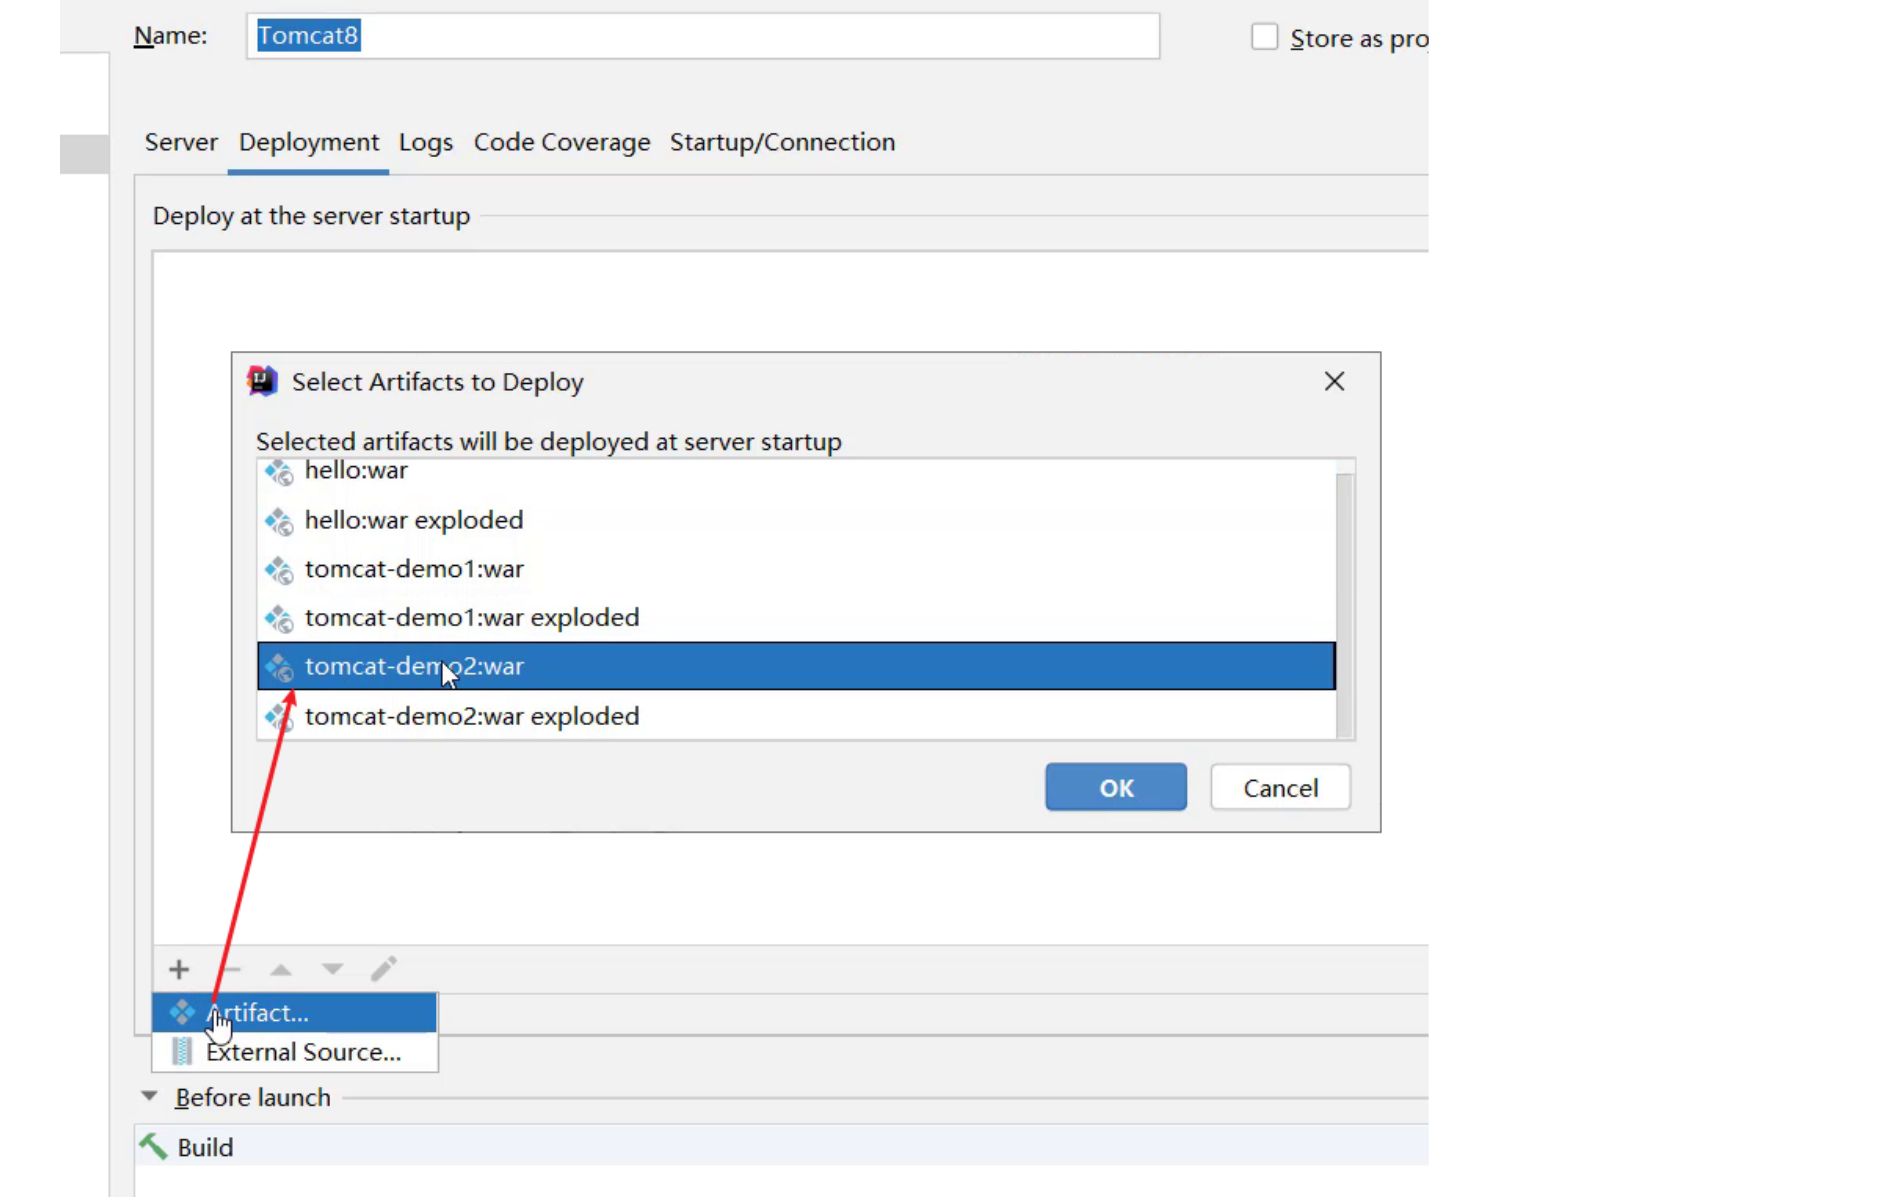 Name: Tomcat8 Store as pro
Server Deployment Logs Code Coverage Startup/Connection
Deploy at the server startup
Select Artifacts to Deploy
Selected artifacts will be deployed at server startup
hello:war
hello:war exploded
tomcat-demo1:war
tomcat-demo1:war exploded
tomcat-demo2:war
tomcat-demo2:war exploded
OK Cancel
Artifact...
External Source...
Before launch
Build